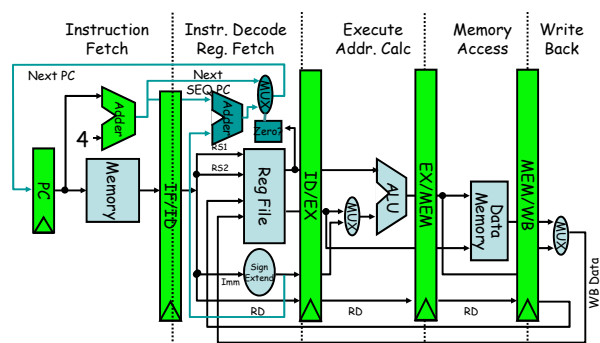 Instruction
Fetch
Instr. Decode
Reg. Fetch
Execute
Addr. Calc
Memory
Access
Write
Back
Next PC
Next
SEQ PC
Adder
4
PC
Memory
IF/ID
Adder
MUX
Zero?
RS1
RS2
Reg File
Imm
Sign
Extend
RD
ID/EX
MUX
ALU
RD
EX/MEM
Data
Memory
RD
MEM/WB
MUX
WB Data